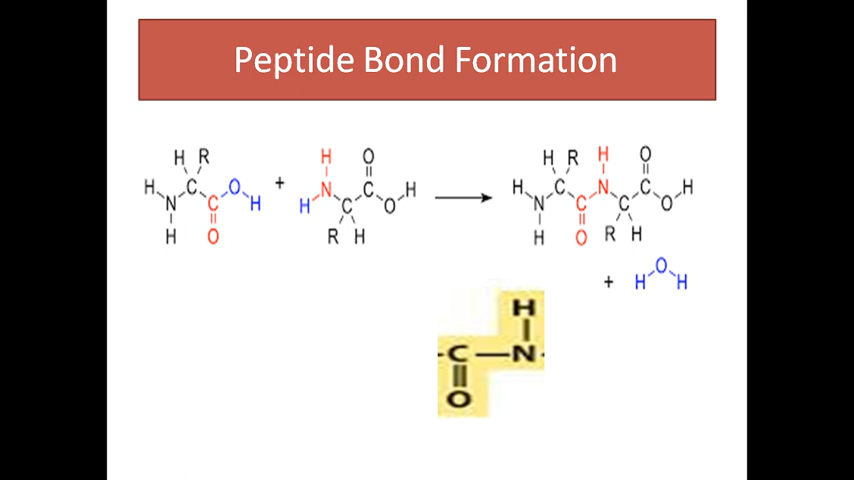 Peptide Bond Formation
H R H O H R H O
H C O + N C H H C N C H
N C H H C O → N C C O
H O R H H O R H
+ H O H
H
C — N
O